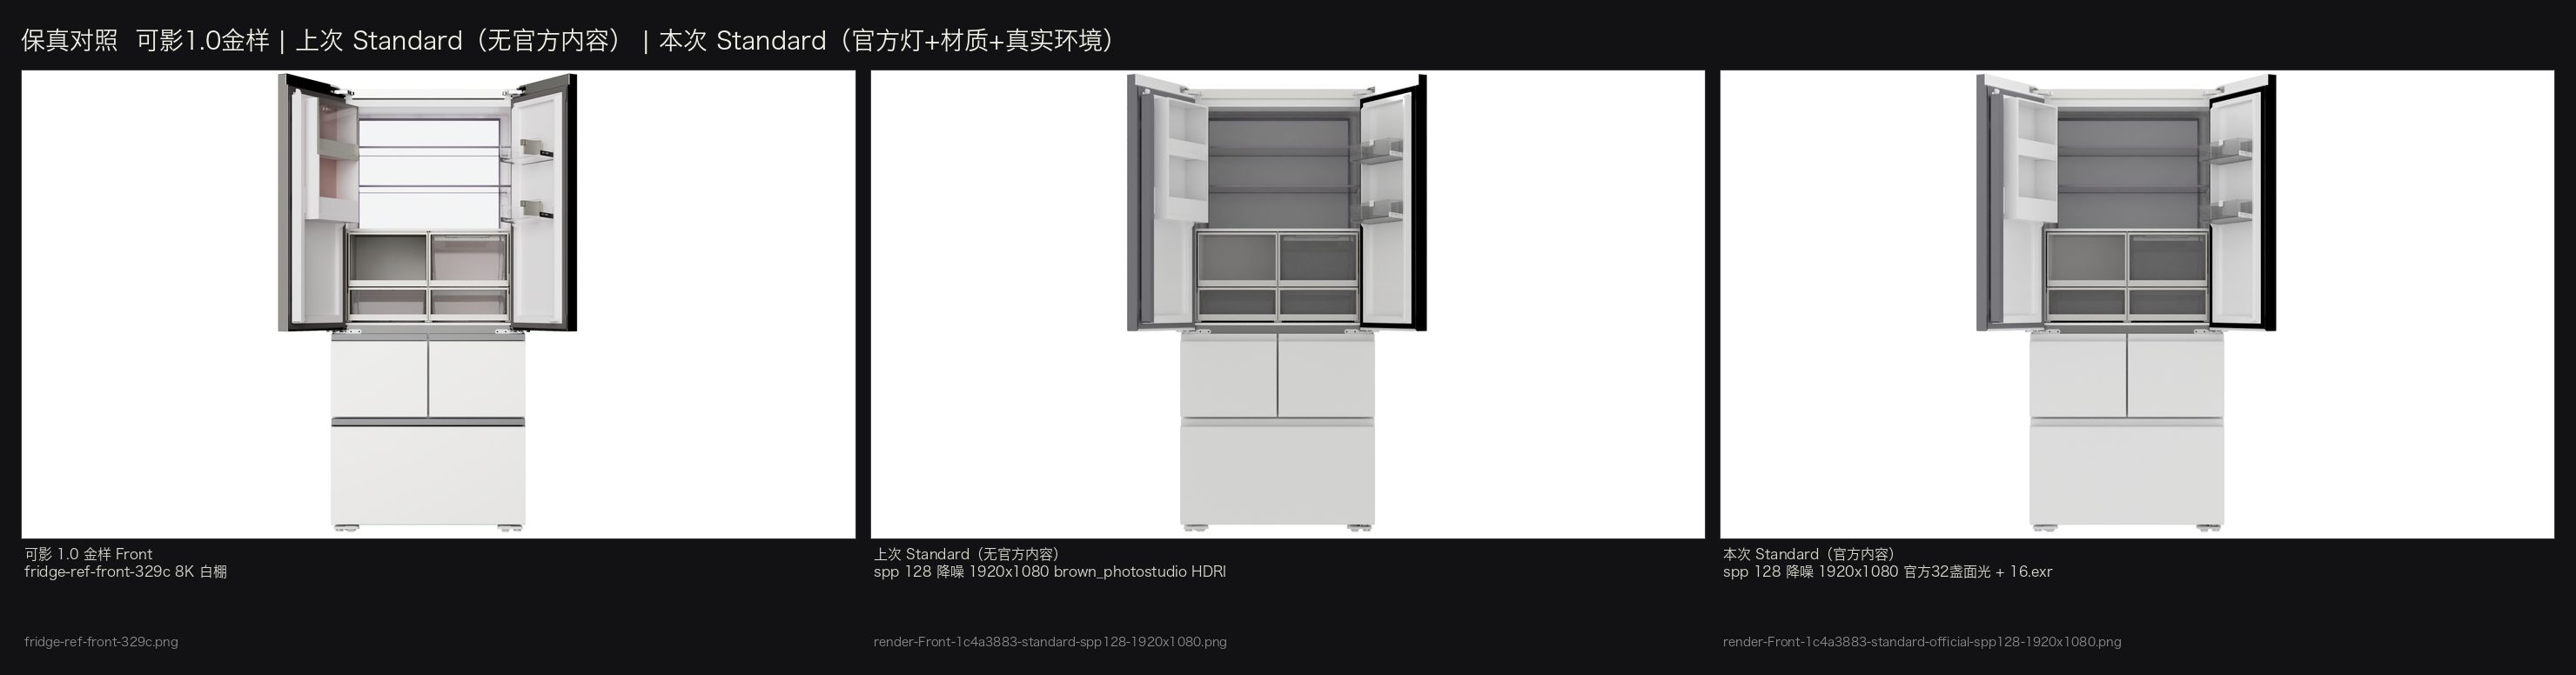 保真对照 可影1.0金样 | 上次 Standard（无官方内容） | 本次 Standard（官方灯+材质+真实环境）
可影 1.0 金样 Front
fridge-ref-front-329c 8K 白棚
fridge-ref-front-329c.png
上次 Standard（无官方内容）
spp 128 降噪 1920x1080 brown_photostudio HDRI
render-Front-1c4a3883-standard-spp128-1920x1080.png
本次 Standard（官方内容）
spp 128 降噪 1920x1080 官方32盏面光 + 16.exr
render-Front-1c4a3883-standard-official-spp128-1920x1080.png